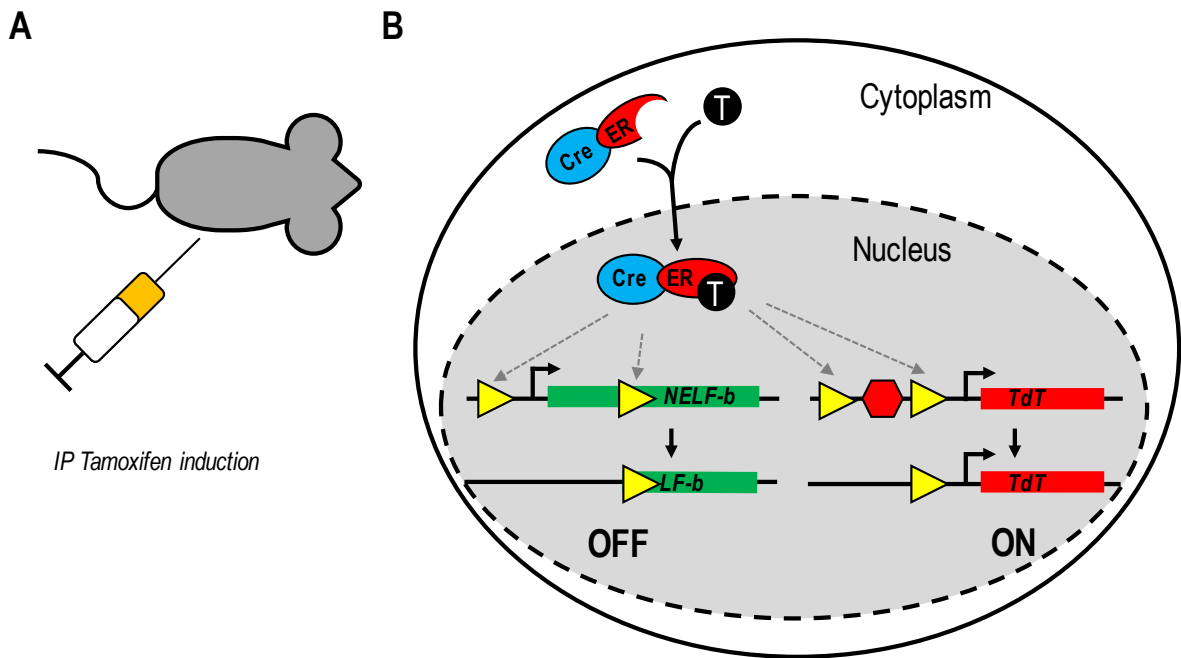 A
B
Cytoplasm
T
ER
Cre
Nucleus
Cre
ER
T
NELF-b
TdT
IP Tamoxifen induction
LF-b
TdT
OFF
ON